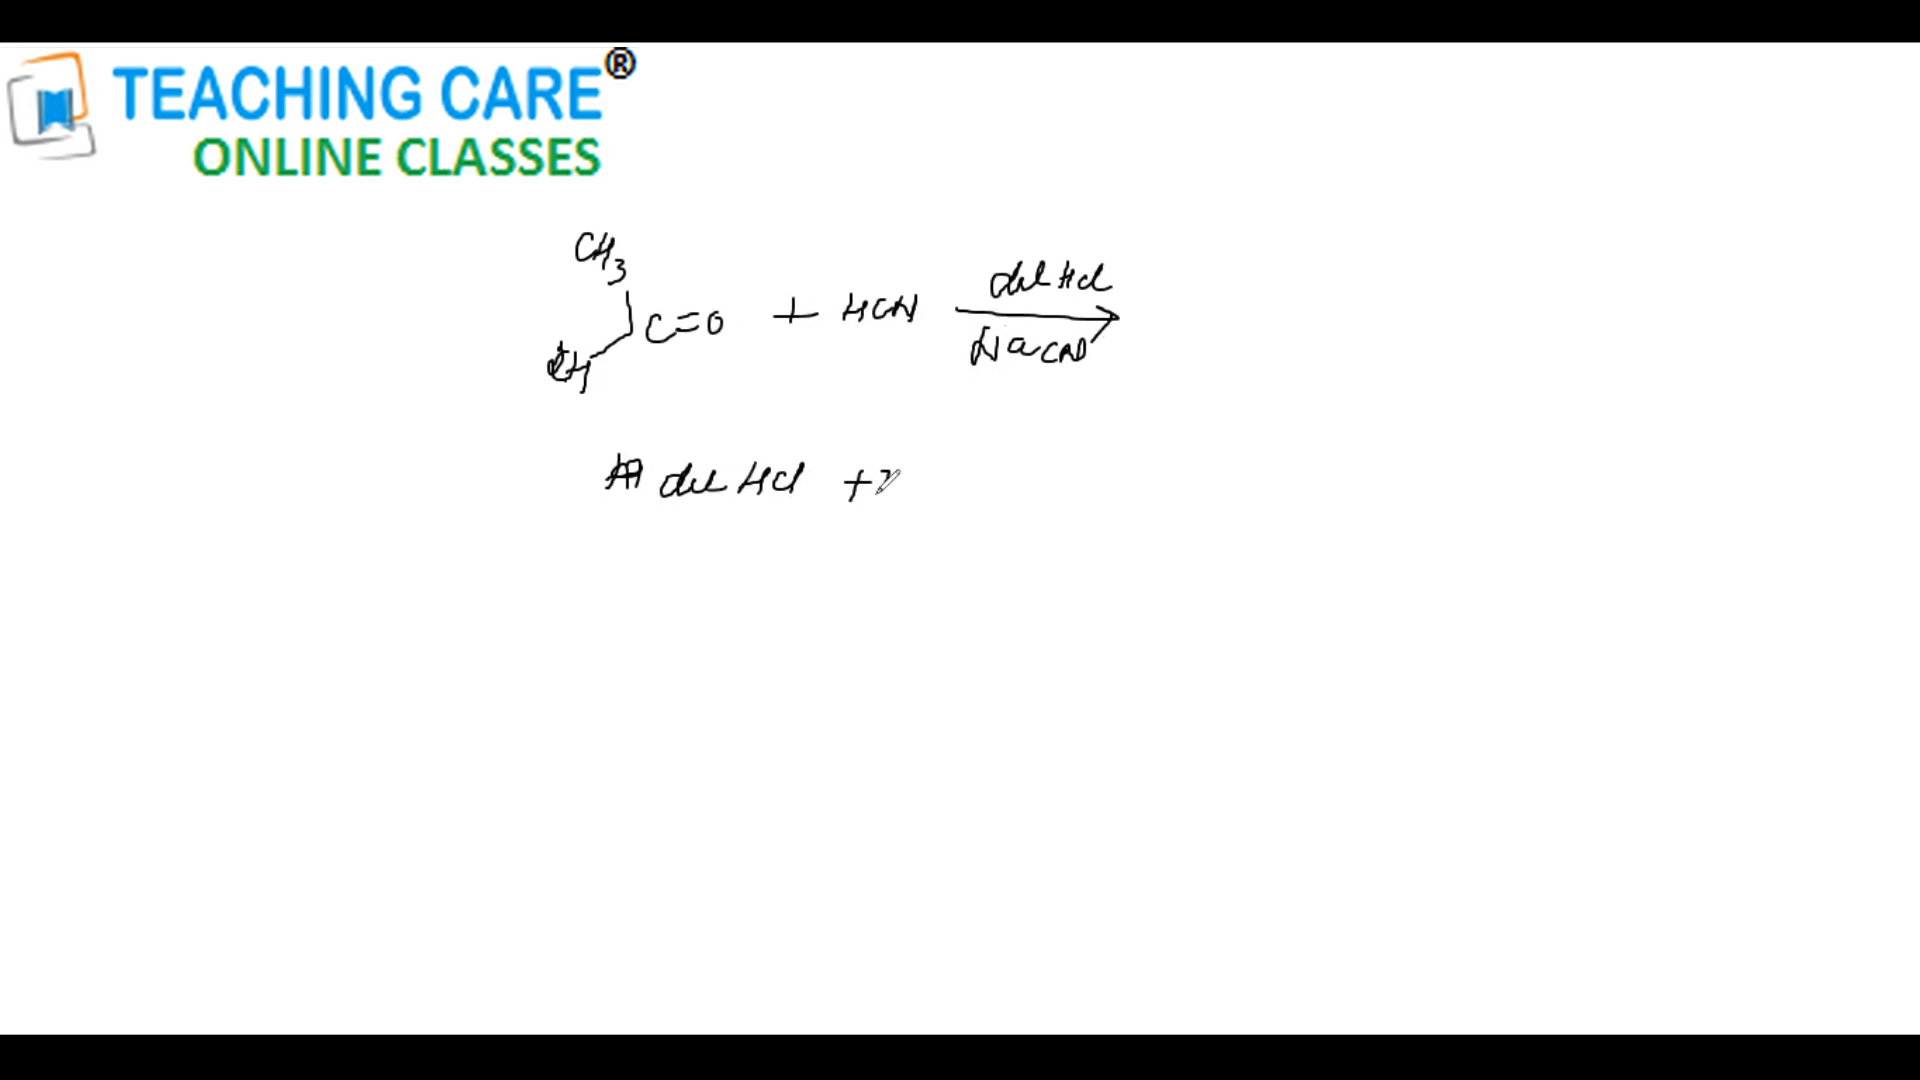 TEACHING CARE®
ONLINE CLASSES
CH3
C=O + HCN
dil HCl
NaCN
dil HCl +